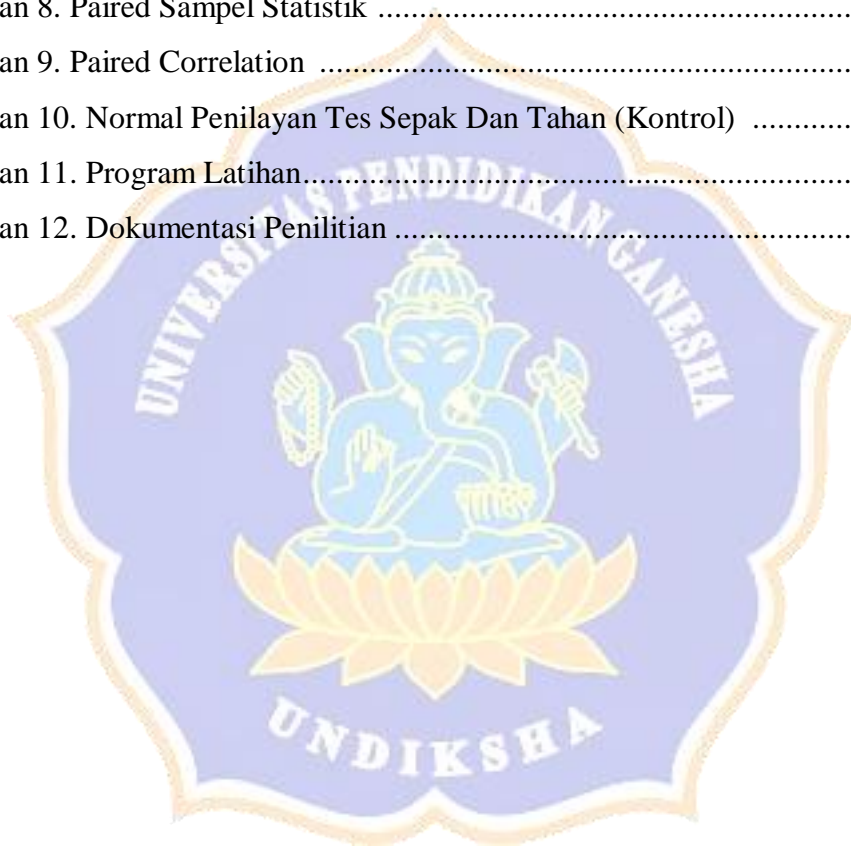 an 8. Paired Sampel Statistik ..........................................................
an 9. Paired Correlation ..................................................................
an 10. Normal Penilayan Tes Sepak Dan Tahan (Kontrol) .............
an 11. Program Latihan....................................................................
an 12. Dokumentasi Penilitian .........................................................
UNIVERSITAS PENDIDIKAN GANESHA
UNDIKSHA